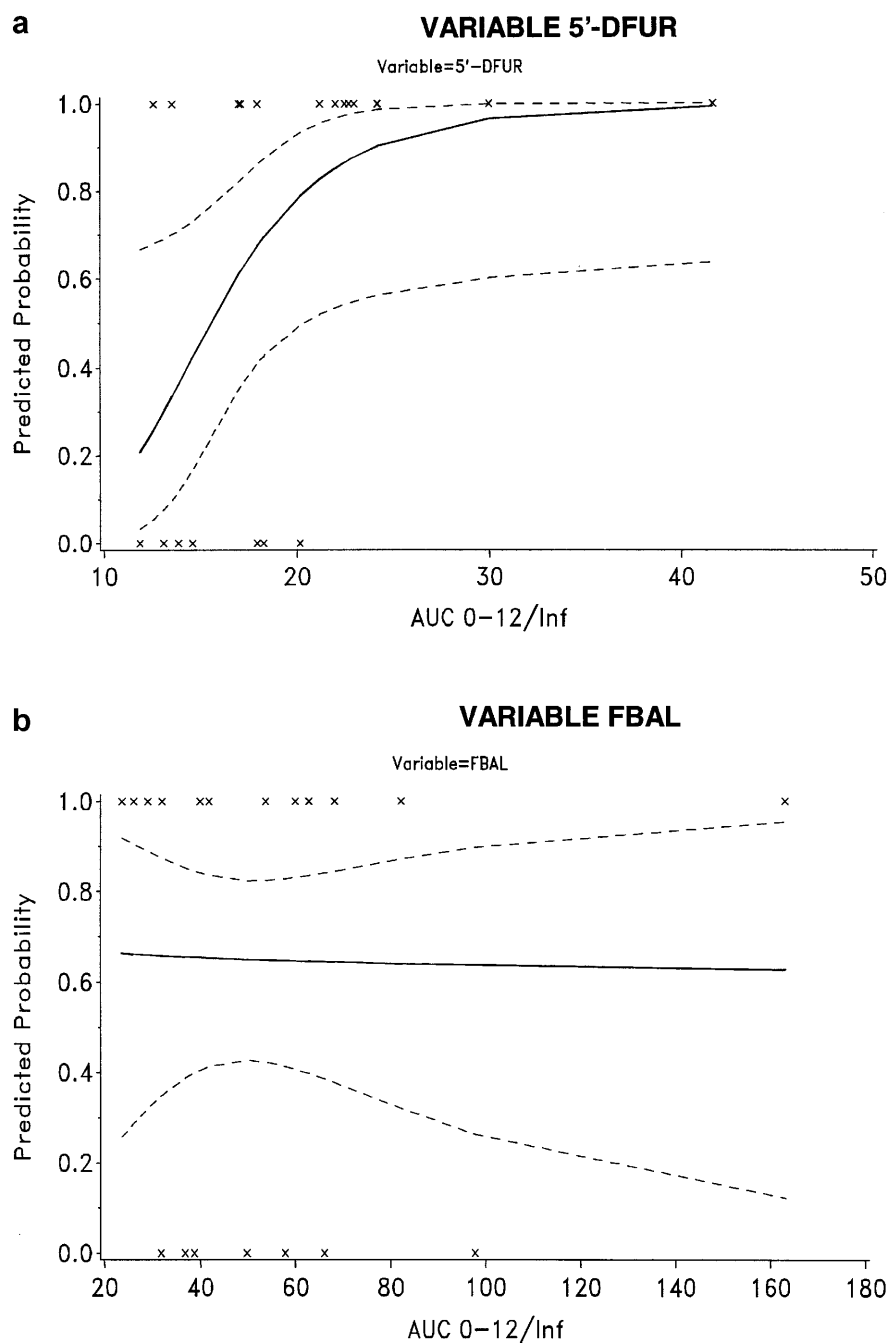 a
VARIABLE 5'-DFUR
Variable=5'-DFUR
1.0
0.8
0.6
0.4
0.2
0.0
Predicted Probability
10 20 30 40 50
AUC 0-12/Inf
b
VARIABLE FBAL
Variable=FBAL
1.0
0.8
0.6
0.4
0.2
0.0
Predicted Probability
20 40 60 80 100 120 140 160 180
AUC 0-12/Inf